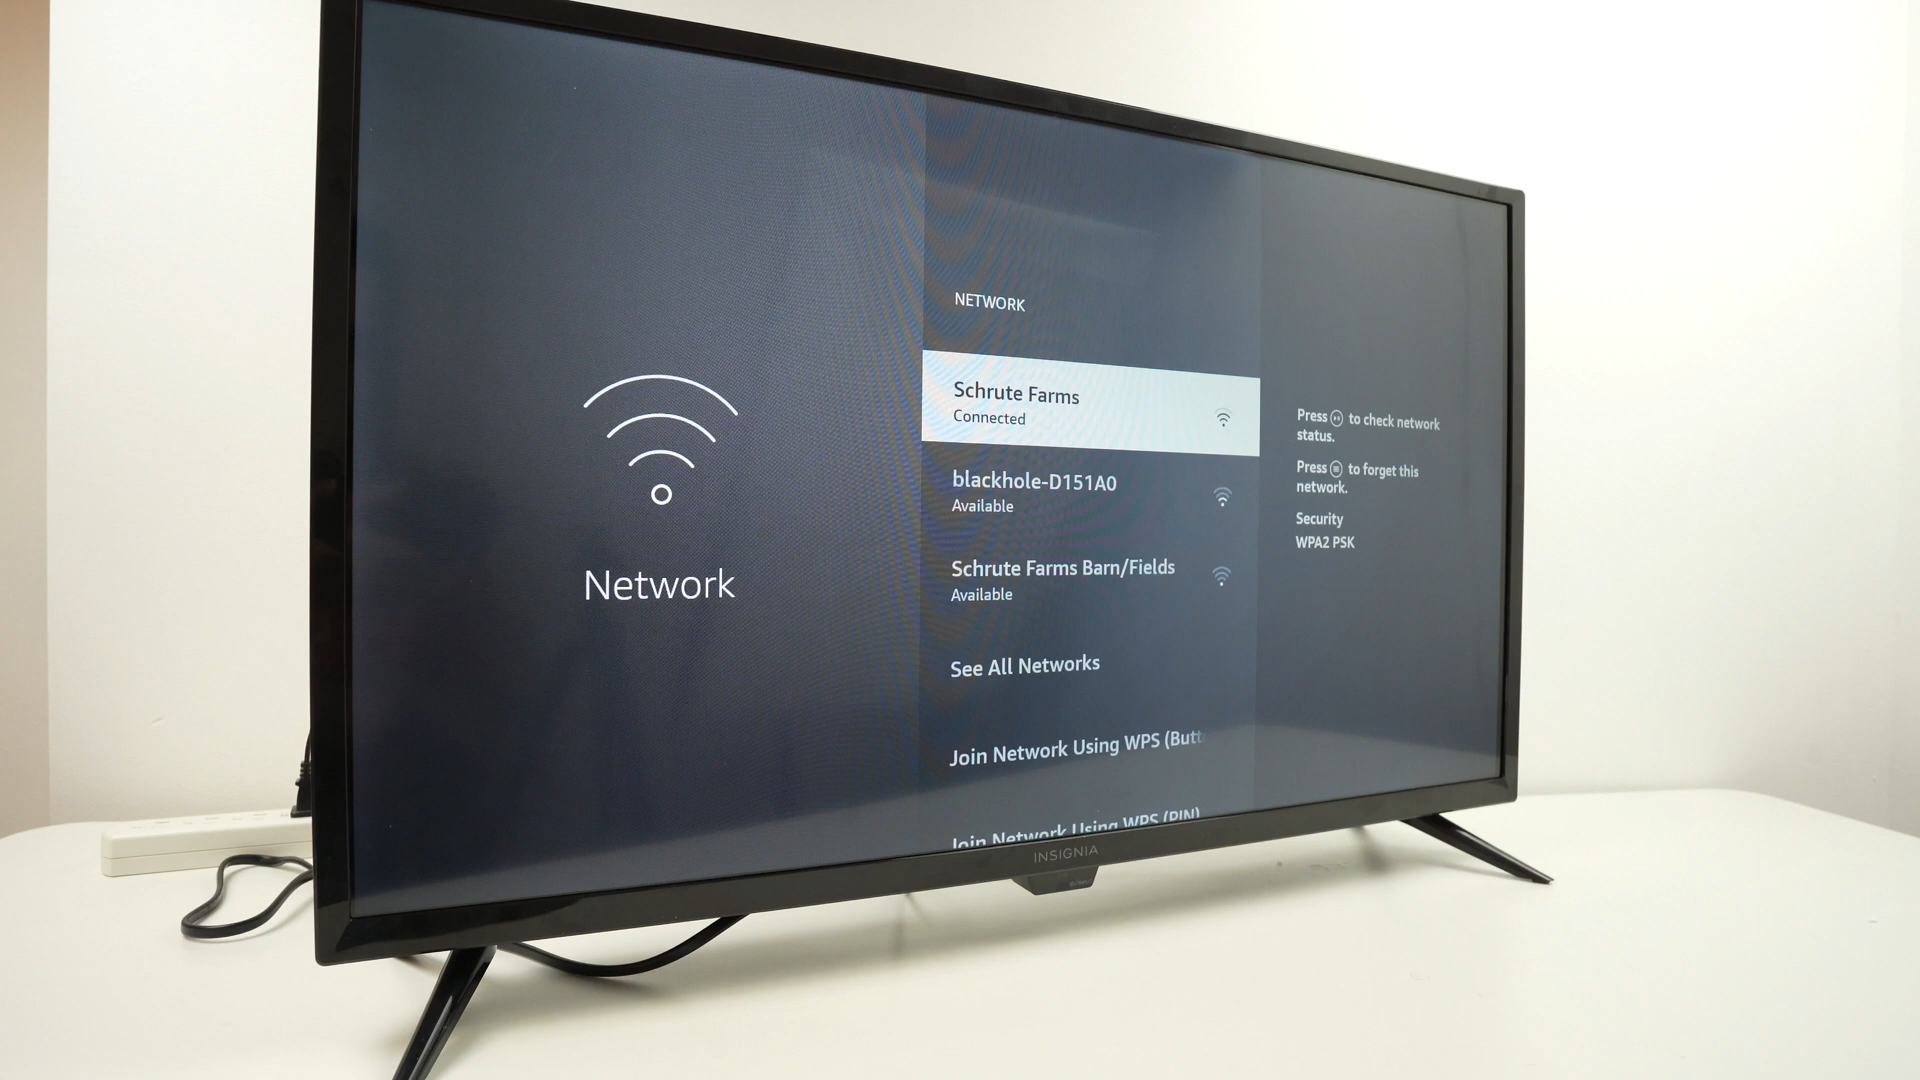 Network
NETWORK
Schrute Farms
Connected
blackhole-D151A0
Available
Schrute Farms Barn/Fields
Available
See All Networks
Join Network Using WPS (Butt
Join Network Using WPS (PIN)
Press to check network
status.
Press to forget this
network.
Security
WPA2 PSK
INSIGNIA